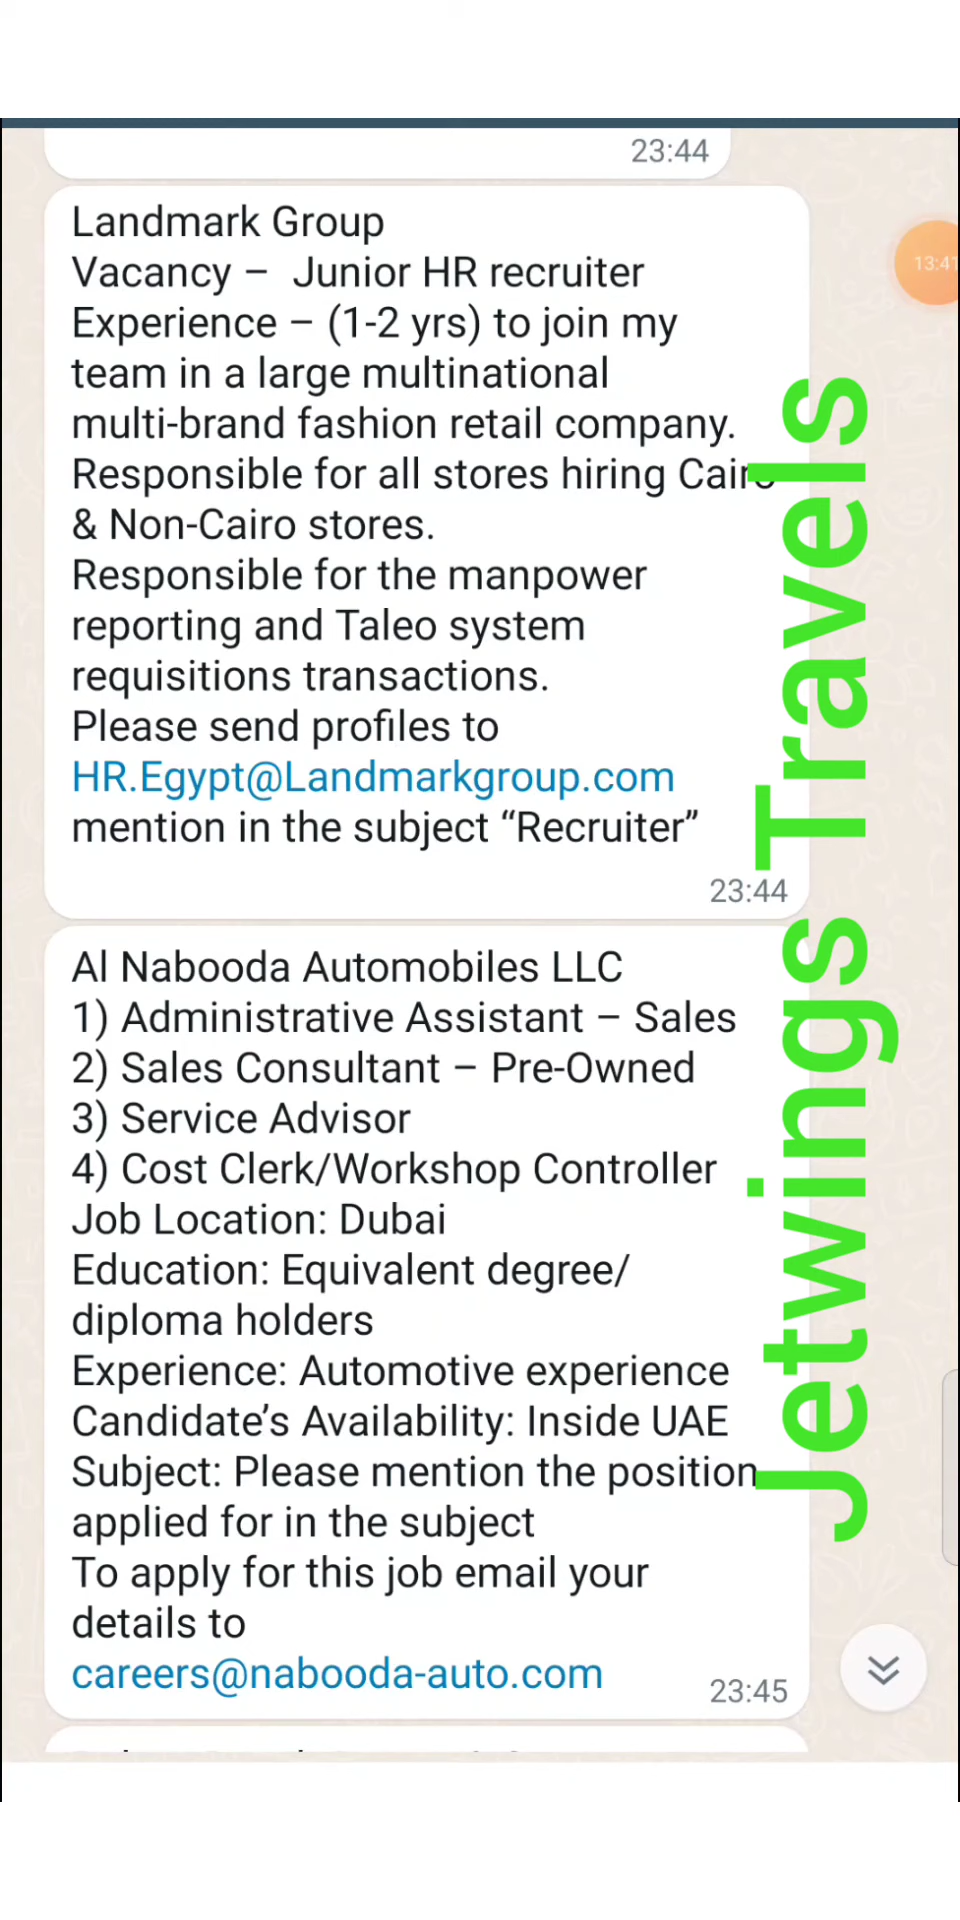 23:44
Landmark Group
Vacancy –  Junior HR recruiter
Experience – (1-2 yrs) to join my
team in a large multinational
multi-brand fashion retail company.
Responsible for all stores hiring Cairo
& Non-Cairo stores.
Responsible for the manpower
reporting and Taleo system
requisitions transactions.
Please send profiles to
HR.Egypt@Landmarkgroup.com
mention in the subject “Recruiter”
23:44
Al Nabooda Automobiles LLC
1) Administrative Assistant – Sales
2) Sales Consultant – Pre-Owned
3) Service Advisor
4) Cost Clerk/Workshop Controller
Job Location: Dubai
Education: Equivalent degree/
diploma holders
Experience: Automotive experience
Candidate’s Availability: Inside UAE
Subject: Please mention the position
applied for in the subject
To apply for this job email your
details to
careers@nabooda-auto.com
23:45
13:41
Jetwings Travels